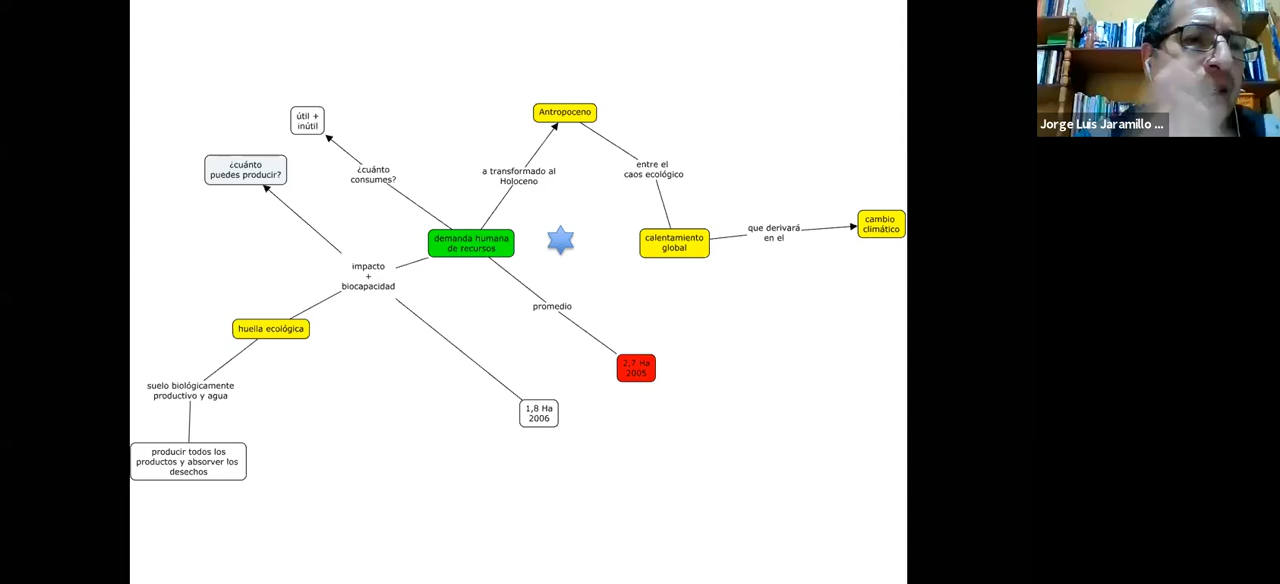 Jorge Luis Jaramillo ...
Antropoceno
útil +
inútil
¿cuánto
puedes producir?
¿cuánto
consumes?
a transformado al
Holoceno
entre el
caos ecológico
demanda humana
de recursos
calentamiento
global
que derivará
en el
cambio
climático
impacto
+
biocapacidad
promedio
huella ecológica
2,7 Ha
2005
suelo biológicamente
productivo y agua
1,8 Ha
2006
producir todos los
productos y absorver los
desechos